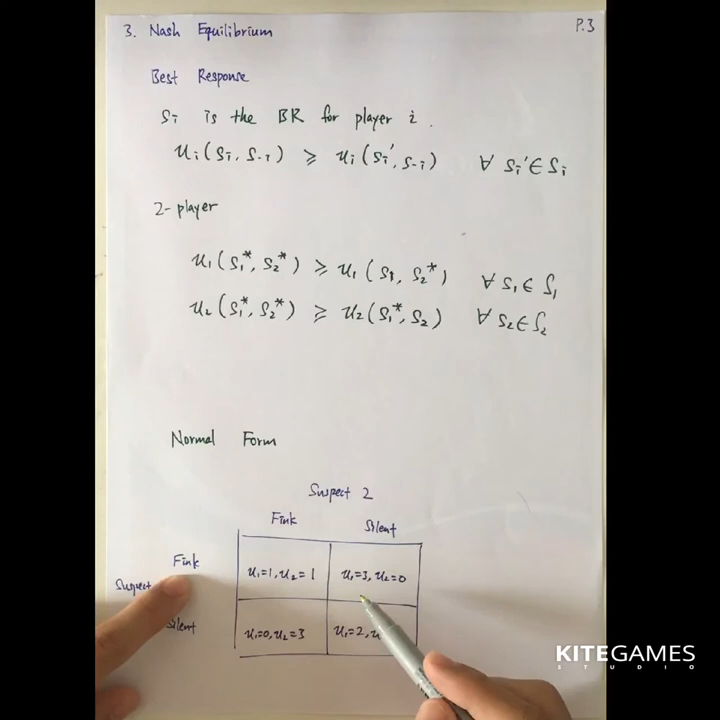 3. Nash Equilibrium
P.3
Best Response
Si is the BR for player i.
ui(si, s-i) ≥ ui(si', s-i) ∀ si' ∈ Si
2-player
u1(s1*, s2*) ≥ u1(s1, s2*) ∀ s1 ∈ S1
u2(s1*, s2*) ≥ u2(s1*, s2) ∀ s2 ∈ S2
Normal Form
Suspect 2
Fink Silent
Fink
u1=1, u2=1 u1=3, u2=0
Suspect
Silent
u1=0, u2=3 u1=2, u
KITEGAMES
STUDIO